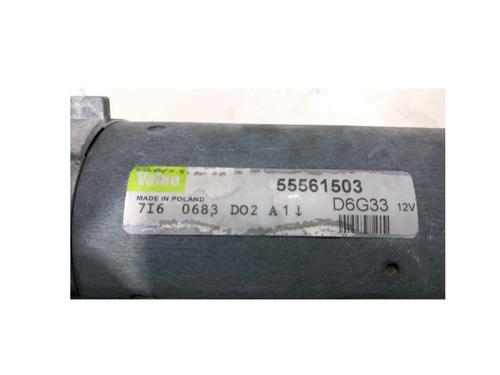 Valeo
55561503
MADE IN POLAND
D6G33 12V
7I6 0683 D02 A1↓